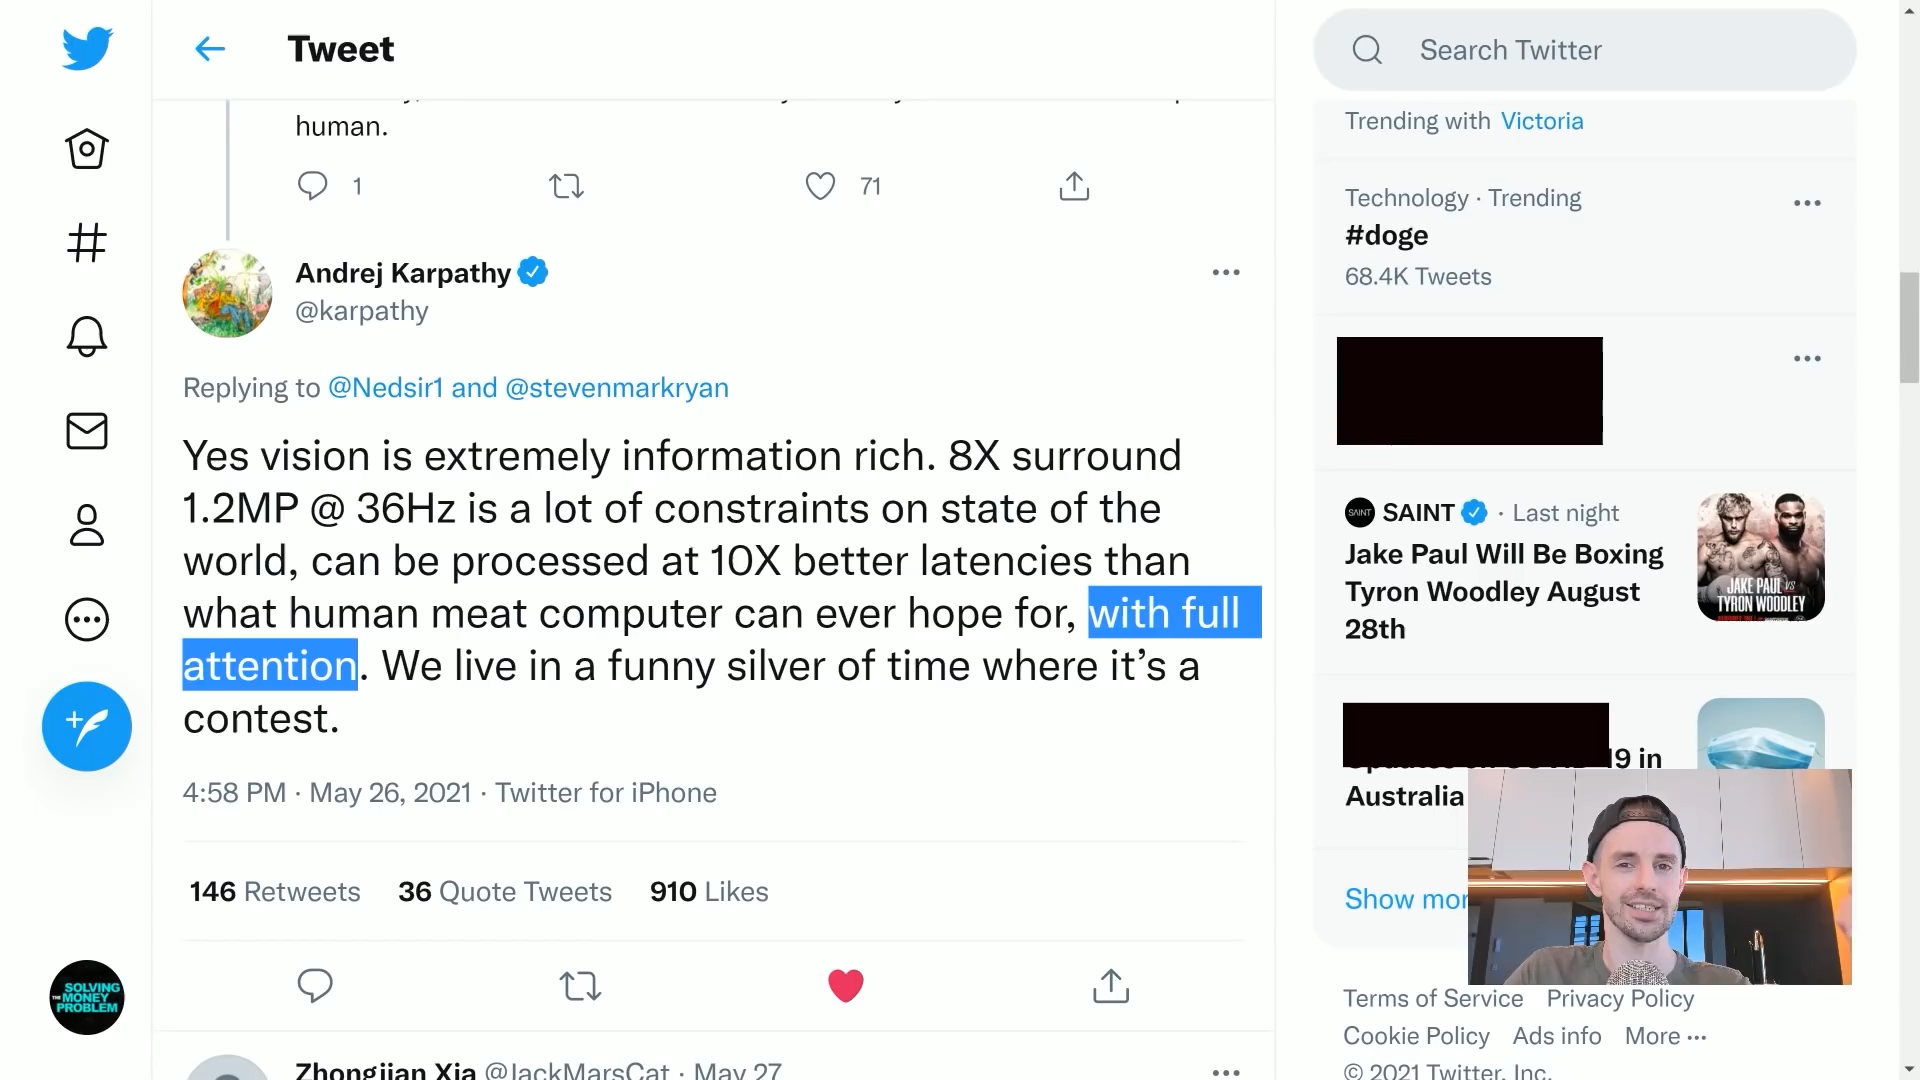 Tweet
Search Twitter
human.
1
71
Andrej Karpathy
@karpathy
Replying to @Nedsir1 and @stevenmarkryan
Yes vision is extremely information rich. 8X surround
1.2MP @ 36Hz is a lot of constraints on state of the
world, can be processed at 10X better latencies than
what human meat computer can ever hope for, with full
attention. We live in a funny silver of time where it’s a
contest.
4:58 PM · May 26, 2021 · Twitter for iPhone
146 Retweets 36 Quote Tweets 910 Likes
Zhongjian Xia @JackMarsCat · May 27
Trending with Victoria
Technology · Trending
#doge
68.4K Tweets
SAINT
SAINT · Last night
Jake Paul Will Be Boxing
Tyron Woodley August
28th
JAKE PAUL VS
TYRON WOODLEY
19 in
Australia
Show mor
Terms of Service Privacy Policy
Cookie Policy Ads info More ···
© 2021 Twitter, Inc.
SOLVING
THE MONEY
PROBLEM